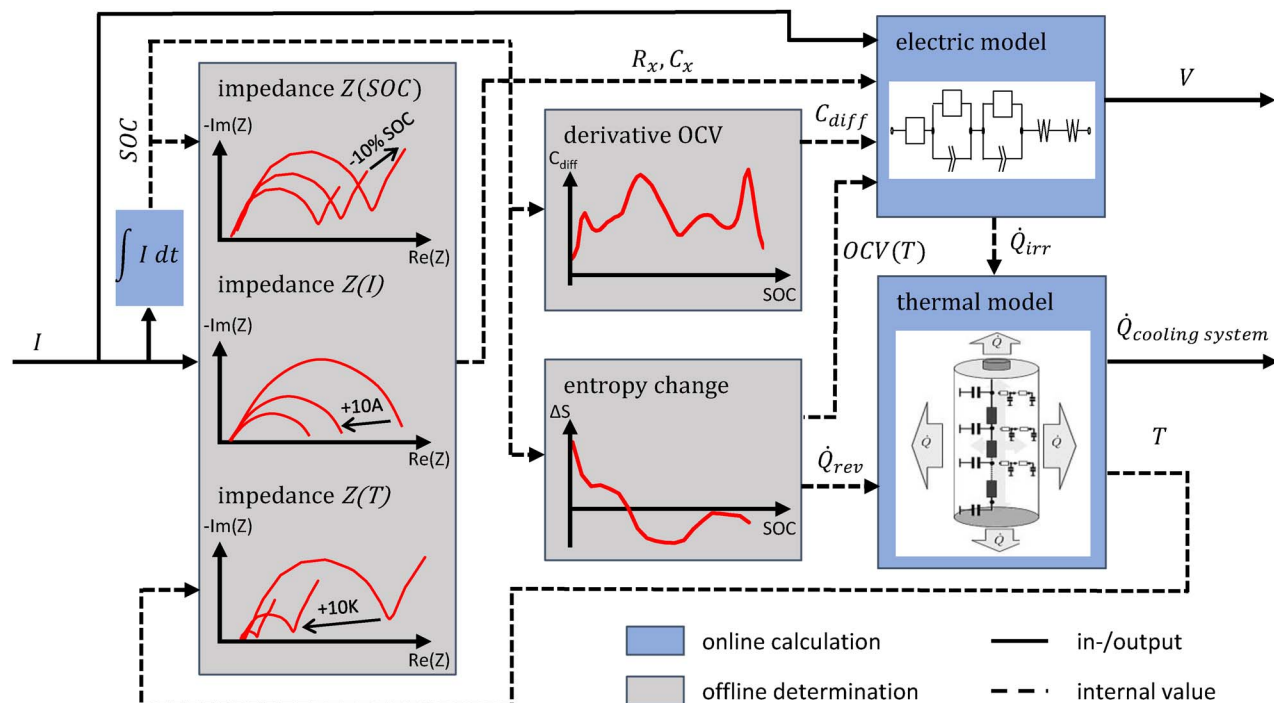 electric model
R_x, C_x
V
impedance Z(SOC)
-Im(Z)
-10% SOC
Re(Z)
SOC
derivative OCV
C_diff
SOC
C_diff
∫ I dt
OCV(T)
Q̇_irr
impedance Z(I)
-Im(Z)
+10A
Re(Z)
I
thermal model
Q̇
Q̇
Q̇
Q̇
Q̇_cooling system
entropy change
ΔS
SOC
Q̇_rev
T
impedance Z(T)
-Im(Z)
+10K
Re(Z)
online calculation
in-/output
offline determination
internal value